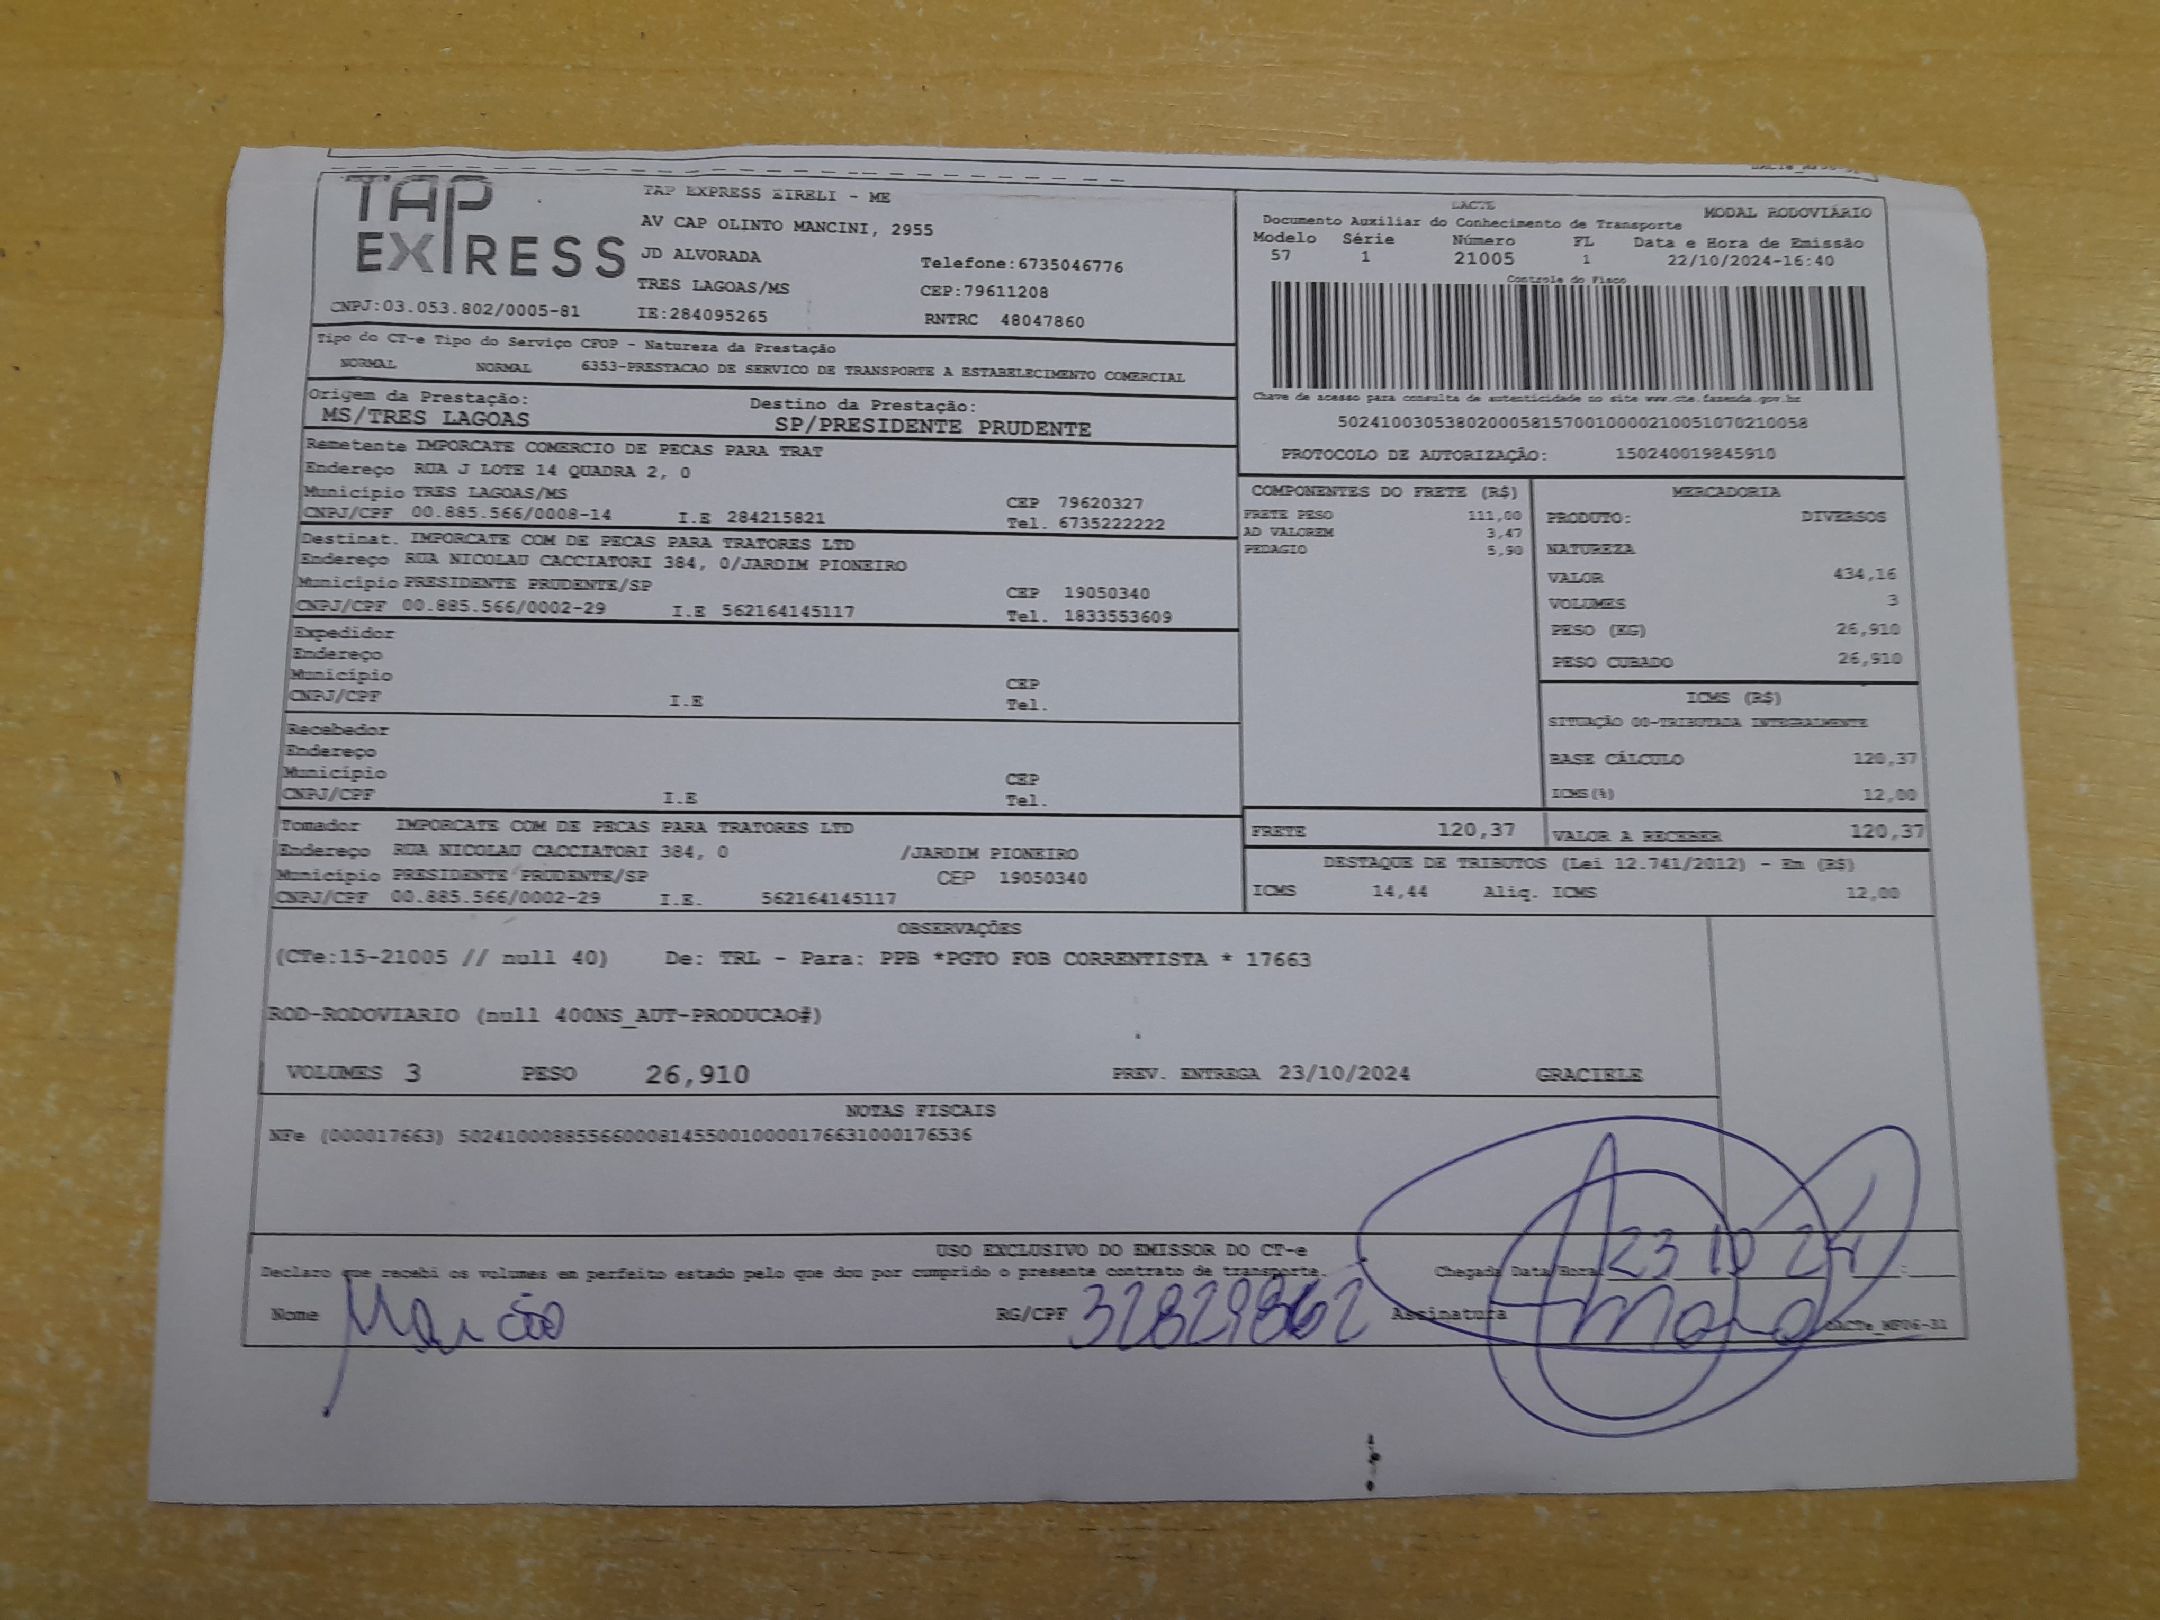 TAP
EXPRESS
CNPJ:03.053.802/0005-81
TAP EXPRESS EIRELI - ME
AV CAP OLINTO MANCINI, 2955
JD ALVORADA
Telefone:6735046776
TRES LAGOAS/MS
CEP:79611208
IE:284095265
RNTRC 48047860
DACTE
MODAL RODOVIÁRIO
Documento Auxiliar do Conhecimento de Transporte
Modelo Série Número FL Data e Hora de Emissão
57 1 21005 1 22/10/2024-16:40
Controle do Fisco
Chave de acesso para consulta de autenticidade no site www.cte.fazenda.gov.br
50241003053802000581570010000210051070210058
PROTOCOLO DE AUTORIZAÇÃO: 150240019845910
Tipo do CT-e Tipo do Serviço CFOP - Natureza da Prestação
NORMAL NORMAL 6353-PRESTACAO DE SERVICO DE TRANSPORTE A ESTABELECIMENTO COMERCIAL
Origem da Prestação: Destino da Prestação:
MS/TRES LAGOAS SP/PRESIDENTE PRUDENTE
Remetente IMPORCATE COMERCIO DE PECAS PARA TRAT
Endereço RUA J LOTE 14 QUADRA 2, 0
Município TRES LAGOAS/MS CEP 79620327
CNPJ/CPF 00.885.566/0008-14 I.E 284215821 Tel. 6735222222
Destinat. IMPORCATE COM DE PECAS PARA TRATORES LTD
Endereço RUA NICOLAU CACCIATORI 384, 0/JARDIM PIONEIRO
Município PRESIDENTE PRUDENTE/SP CEP 19050340
CNPJ/CPF 00.885.566/0002-29 I.E 562164145117 Tel. 1833553609
Expedidor
Endereço
Município CEP
CNPJ/CPF I.E Tel.
Recebedor
Endereço
Município CEP
CNPJ/CPF I.E Tel.
Tomador IMPORCATE COM DE PECAS PARA TRATORES LTD
Endereço RUA NICOLAU CACCIATORI 384, 0 /JARDIM PIONEIRO
Município PRESIDENTE PRUDENTE/SP CEP 19050340
CNPJ/CPF 00.885.566/0002-29 I.E. 562164145117
COMPONENTES DO FRETE (R$)
FRETE PESO 111,00
AD VALOREM 3,47
PEDAGIO 5,90
MERCADORIA
PRODUTO: DIVERSOS
NATUREZA
VALOR 434,16
VOLUMES 3
PESO (KG) 26,910
PESO CUBADO 26,910
ICMS (R$)
SITUAÇÃO 00-TRIBUTADA INTEGRALMENTE
BASE CÁLCULO 120,37
ICMS(%) 12,00
FRETE 120,37 VALOR A RECEBER 120,37
DESTAQUE DE TRIBUTOS (Lei 12.741/2012) - Em (R$)
ICMS 14,44 Aliq. ICMS 12,00
OBSERVAÇÕES
(CTe:15-21005 // null 40) De: TRL - Para: PPB *PGTO FOB CORRENTISTA * 17663
ROD-RODOVIARIO (null 400NS_AUT-PRODUCAO#)
VOLUMES 3 PESO 26,910 PREV. ENTREGA 23/10/2024 GRACIELE
NOTAS FISCAIS
NFe (000017663) 50241000885566000814550010000176631000176536
USO EXCLUSIVO DO EMISSOR DO CT-e
Declaro que recebi os volumes em perfeito estado pelo que dou por cumprido o presente contrato de transporte. Chegada Data/Hora 23 10 24
Nome RG/CPF Assinatura